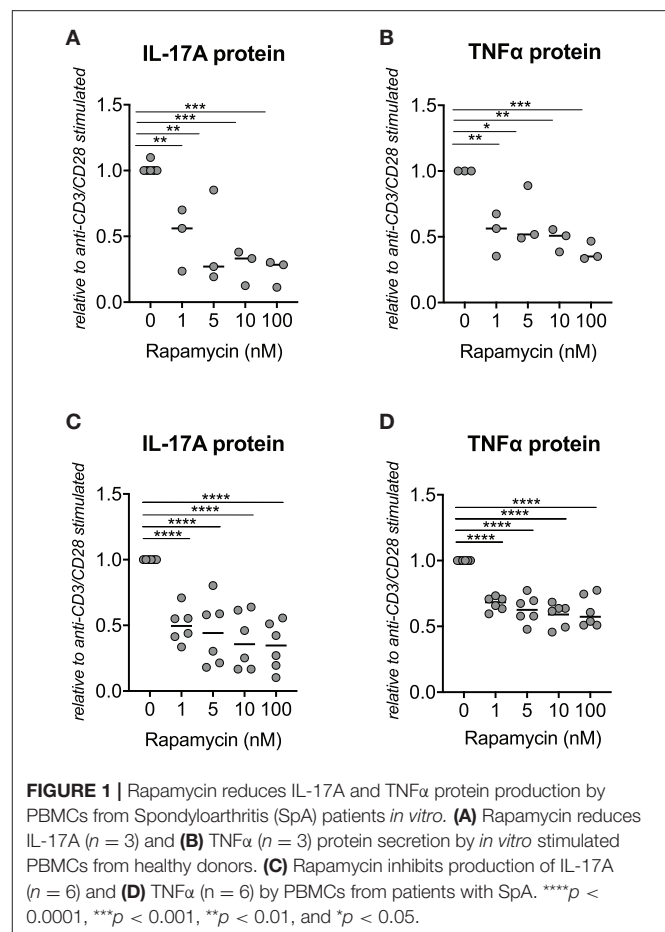 A
IL-17A protein
relative to anti-CD3/CD28 stimulated
1.5
1.0
0.5
0.0
***
***
**
**
0 1 5 10 100
Rapamycin (nM)
B
TNFα protein
relative to anti-CD3/CD28 stimulated
1.5
1.0
0.5
0.0
***
**
*
**
0 1 5 10 100
Rapamycin (nM)
C
IL-17A protein
relative to anti-CD3/CD28 stimulated
1.5
1.0
0.5
0.0
****
****
****
****
0 1 5 10 100
Rapamycin (nM)
D
TNFα protein
relative to anti-CD3/CD28 stimulated
1.5
1.0
0.5
0.0
****
****
****
****
0 1 5 10 100
Rapamycin (nM)
FIGURE 1 | Rapamycin reduces IL-17A and TNFα protein production by
PBMCs from Spondyloarthritis (SpA) patients in vitro. (A) Rapamycin reduces
IL-17A (n = 3) and (B) TNFα (n = 3) protein secretion by in vitro stimulated
PBMCs from healthy donors. (C) Rapamycin inhibits production of IL-17A
(n = 6) and (D) TNFα (n = 6) by PBMCs from patients with SpA. ****p <
0.0001, ***p < 0.001, **p < 0.01, and *p < 0.05.